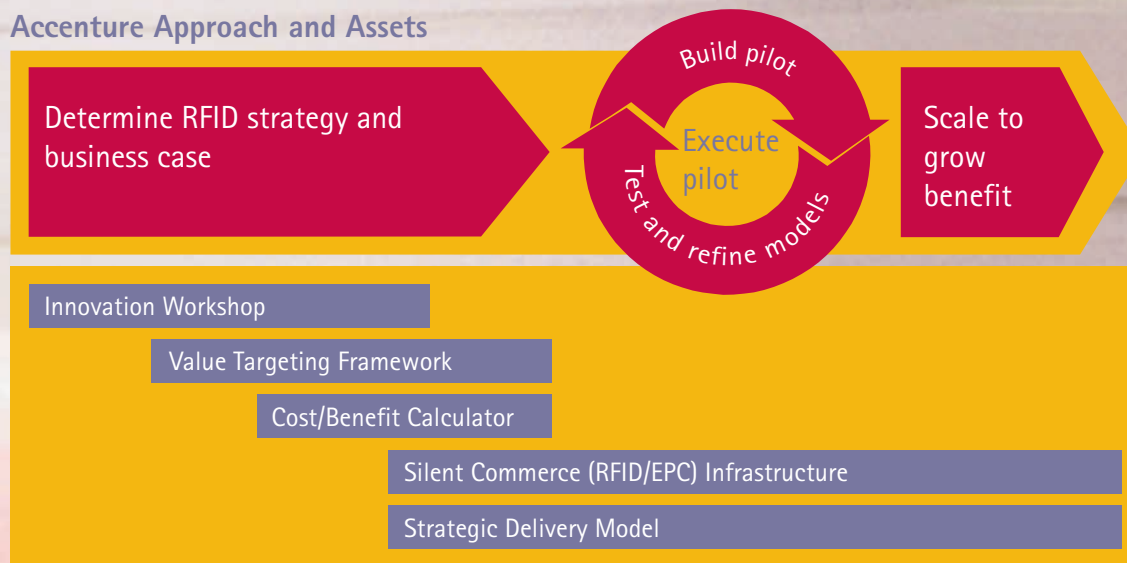 Accenture Approach and Assets
Determine RFID strategy and
business case
Build pilot
Execute
pilot
Test and refine models
Scale to
grow
benefit
Innovation Workshop
Value Targeting Framework
Cost/Benefit Calculator
Silent Commerce (RFID/EPC) Infrastructure
Strategic Delivery Model